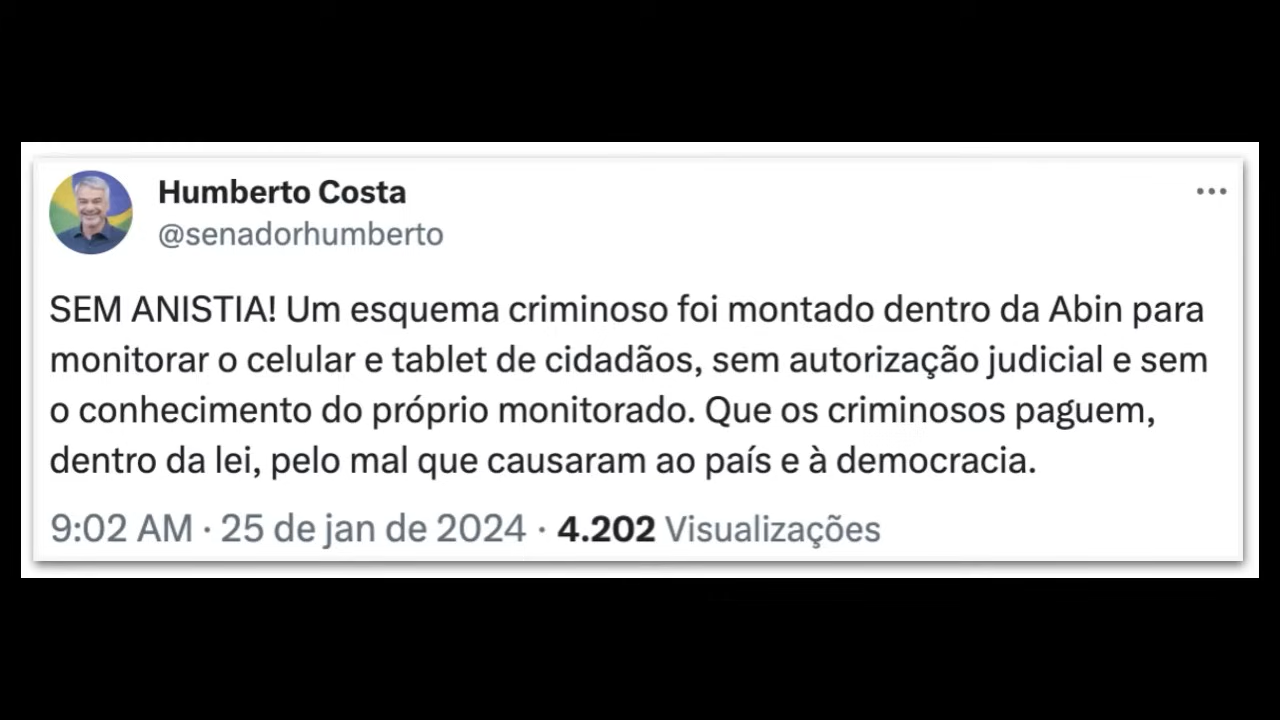 Humberto Costa
@senadorhumberto
SEM ANISTIA! Um esquema criminoso foi montado dentro da Abin para
monitorar o celular e tablet de cidadãos, sem autorização judicial e sem
o conhecimento do próprio monitorado. Que os criminosos paguem,
dentro da lei, pelo mal que causaram ao país e à democracia.
9:02 AM · 25 de jan de 2024 · 4.202 Visualizações